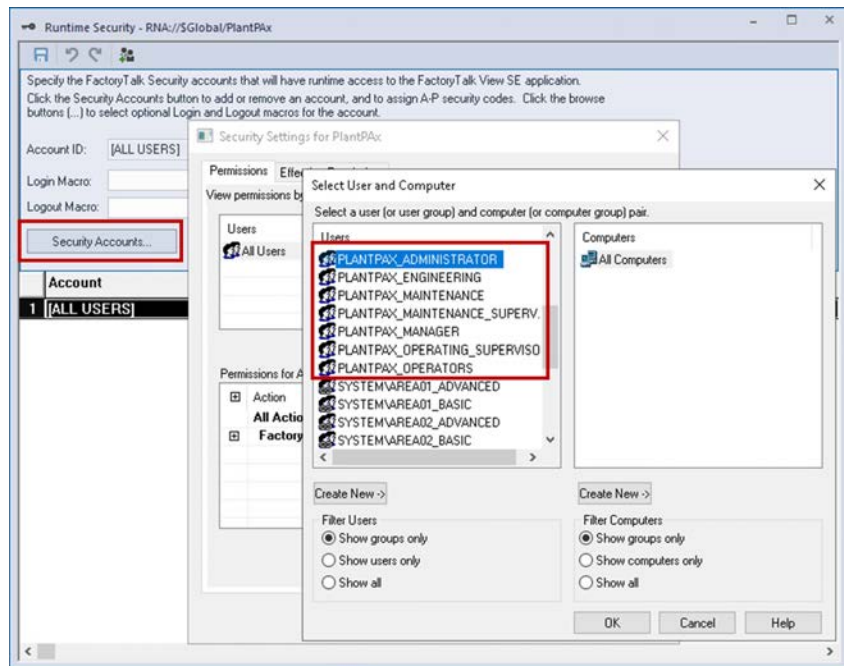 Runtime Security - RNA://$Global/PlantPAx
Specify the FactoryTalk Security accounts that will have runtime access to the FactoryTalk View SE application.
Click the Security Accounts button to add or remove an account, and to assign A-P security codes. Click the browse
buttons (...) to select optional Login and Logout macros for the account.
Account ID: [ALL USERS]
Login Macro:
Logout Macro:
Security Accounts...
Account
1 [ALL USERS]
Security Settings for PlantPAx
Permissions
View permissions by
Users
All Users
Permissions for A
Action
All Actio
Factory
Select User and Computer
Select a user (or user group) and computer (or computer group) pair.
Users
PLANTPAX_ADMINISTRATOR
PLANTPAX_ENGINEERING
PLANTPAX_MAINTENANCE
PLANTPAX_MAINTENANCE_SUPERV.
PLANTPAX_MANAGER
PLANTPAX_OPERATING_SUPERVISO
PLANTPAX_OPERATORS
SYSTEM\AREA01_ADVANCED
SYSTEM\AREA01_BASIC
SYSTEM\AREA02_ADVANCED
SYSTEM\AREA02_BASIC
Computers
All Computers
Create New ->
Create New ->
Filter Users
Show groups only
Show users only
Show all
Filter Computers
Show groups only
Show computers only
Show all
OK Cancel Help